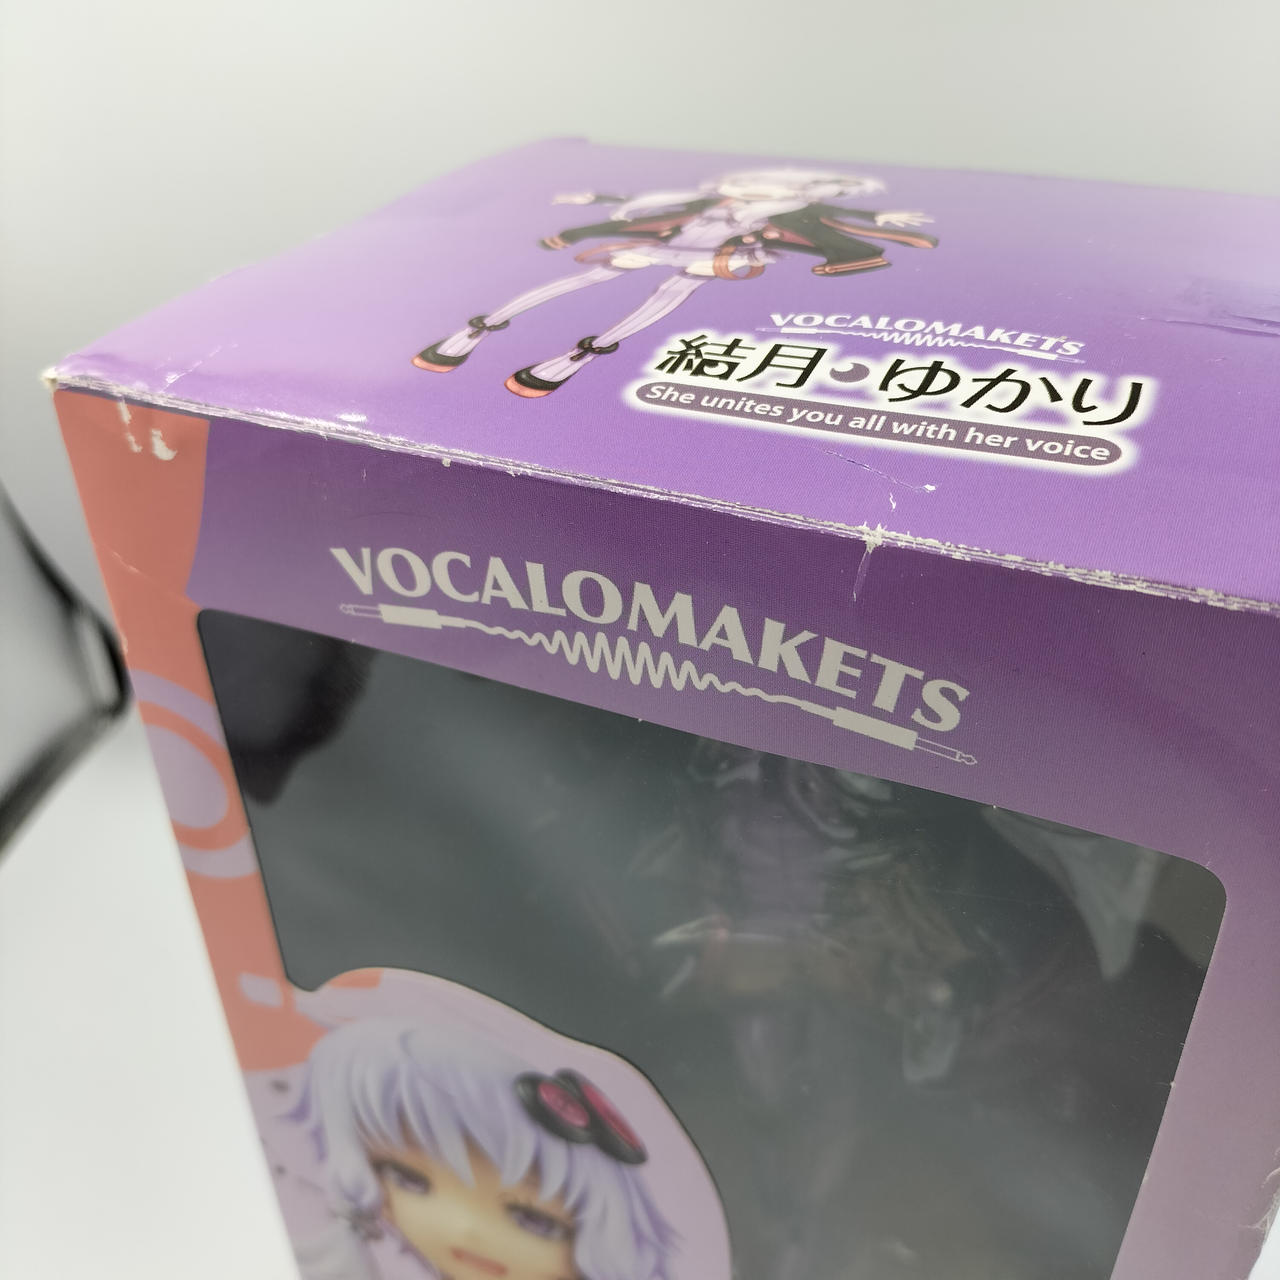 VOCALOMAKETS
結月ゆかり
She unites you all with her voice
VOCALOMAKETS